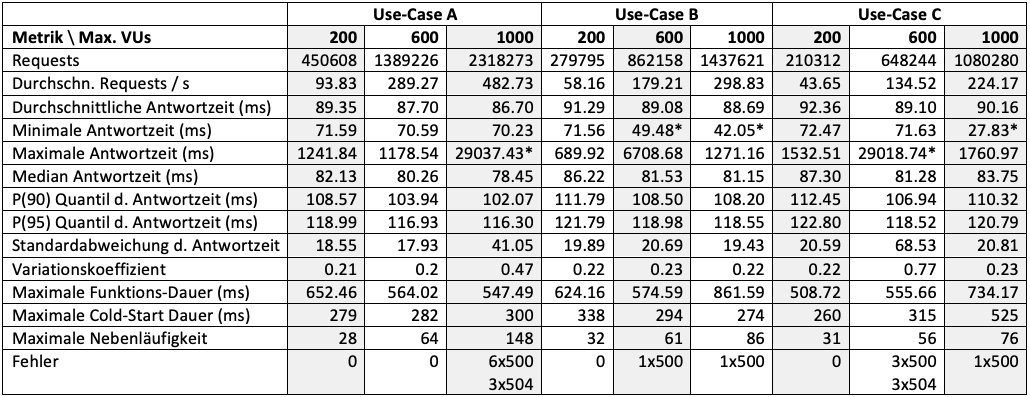 Use-Case A Use-Case B Use-Case C
Metrik \ Max. VUs 200 600 1000 200 600 1000 200 600 1000
Requests 450608 1389226 2318273 279795 862158 1437621 210312 648244 1080280
Durchschn. Requests / s 93.83 289.27 482.73 58.16 179.21 298.83 43.65 134.52 224.17
Durchschnittliche Antwortzeit (ms) 89.35 87.70 86.70 91.29 89.08 88.69 92.36 89.10 90.16
Minimale Antwortzeit (ms) 71.59 70.59 70.23 71.56 49.48* 42.05* 72.47 71.63 27.83*
Maximale Antwortzeit (ms) 1241.84 1178.54 29037.43* 689.92 6708.68 1271.16 1532.51 29018.74* 1760.97
Median Antwortzeit (ms) 82.13 80.26 78.45 86.22 81.53 81.15 87.30 81.28 83.75
P(90) Quantil d. Antwortzeit (ms) 108.57 103.94 102.07 111.79 108.50 108.20 112.45 106.94 110.32
P(95) Quantil d. Antwortzeit (ms) 118.99 116.93 116.30 121.79 118.98 118.55 122.80 118.52 120.79
Standardabweichung d. Antwortzeit 18.55 17.93 41.05 19.89 20.69 19.43 20.59 68.53 20.81
Variationskoeffizient 0.21 0.2 0.47 0.22 0.23 0.22 0.22 0.77 0.23
Maximale Funktions-Dauer (ms) 652.46 564.02 547.49 624.16 574.59 861.59 508.72 555.66 734.17
Maximale Cold-Start Dauer (ms) 279 282 300 338 294 274 260 315 525
Maximale Nebenläufigkeit 28 64 148 32 61 86 31 56 76
Fehler 0 0 6x500 0 1x500 1x500 0 3x500 1x500
3x504 3x504